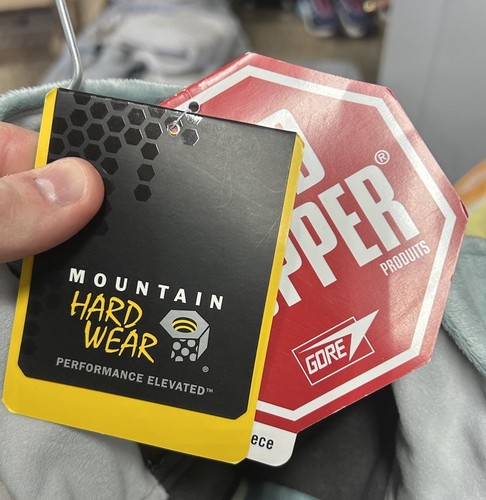 MOUNTAIN
HARD
WEAR
®
PERFORMANCE ELEVATED™
PPER®
PRODUITS
GORE
ece